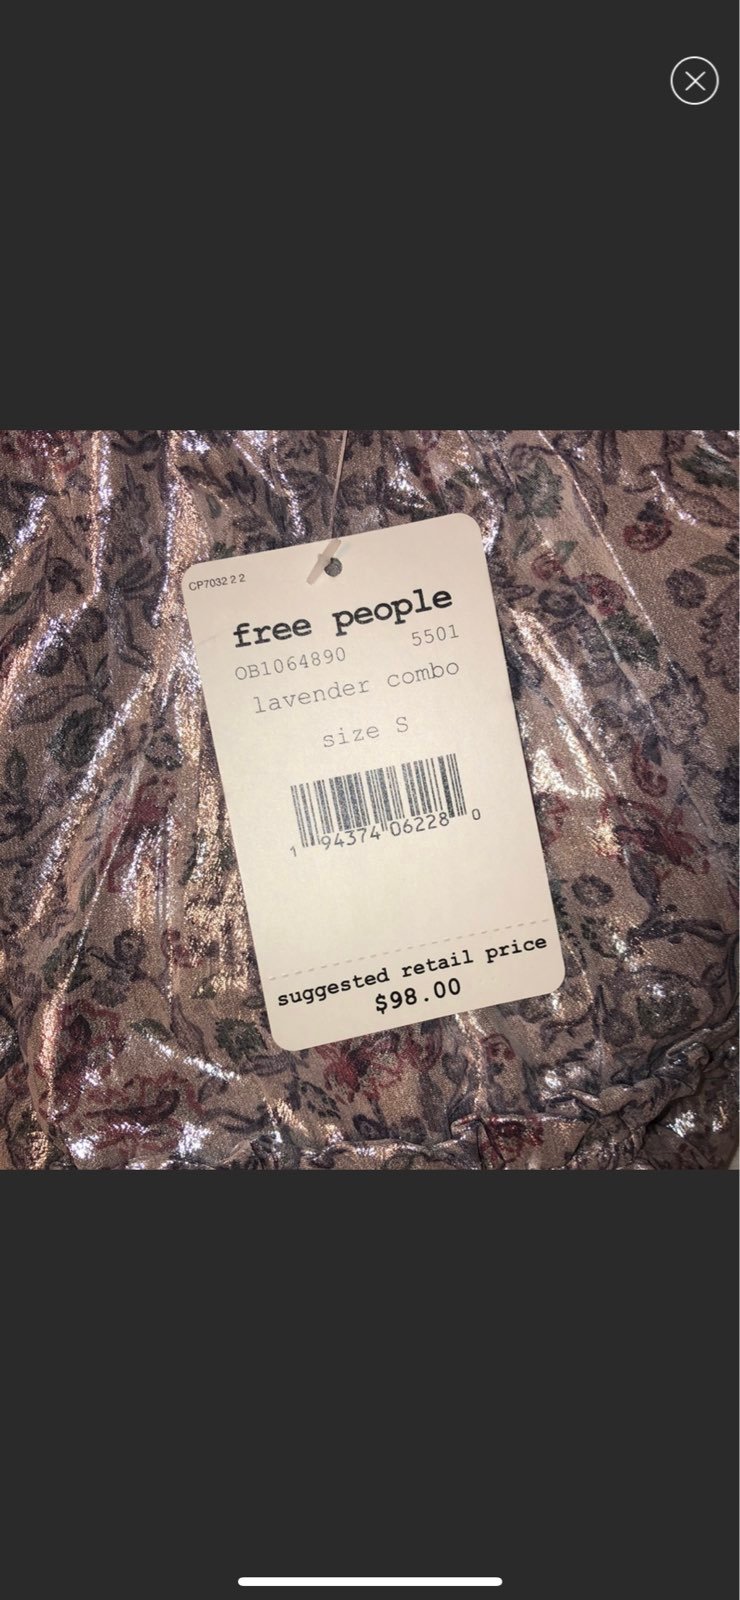 CP7032 2 2
free people
OB1064890 5501
lavender combo
size S
1 94374 06228 0
suggested retail price
$98.00